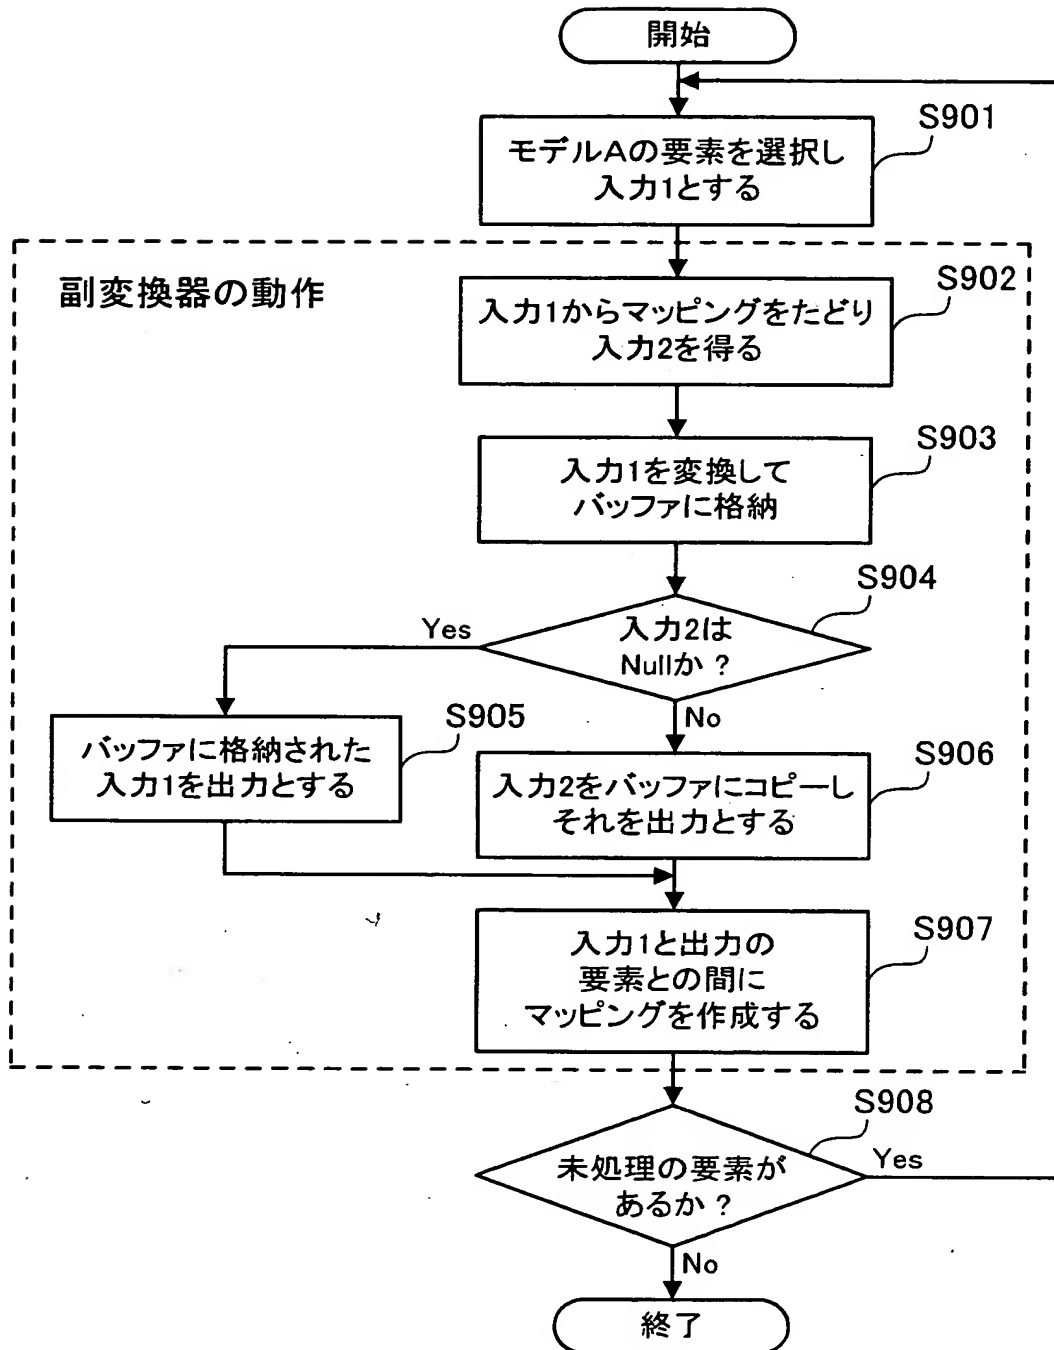 開始
S901
モデルAの要素を選択し
入力1とする
副変換器の動作
S902
入力1からマッピングをたどり
入力2を得る
S903
入力1を変換して
バッファに格納
S904
入力2は
Nullか？
Yes
No
S905
バッファに格納された
入力1を出力とする
S906
入力2をバッファにコピーし
それを出力とする
S907
入力1と出力の
要素との間に
マッピングを作成する
S908
未処理の要素が
あるか？
Yes
No
終了